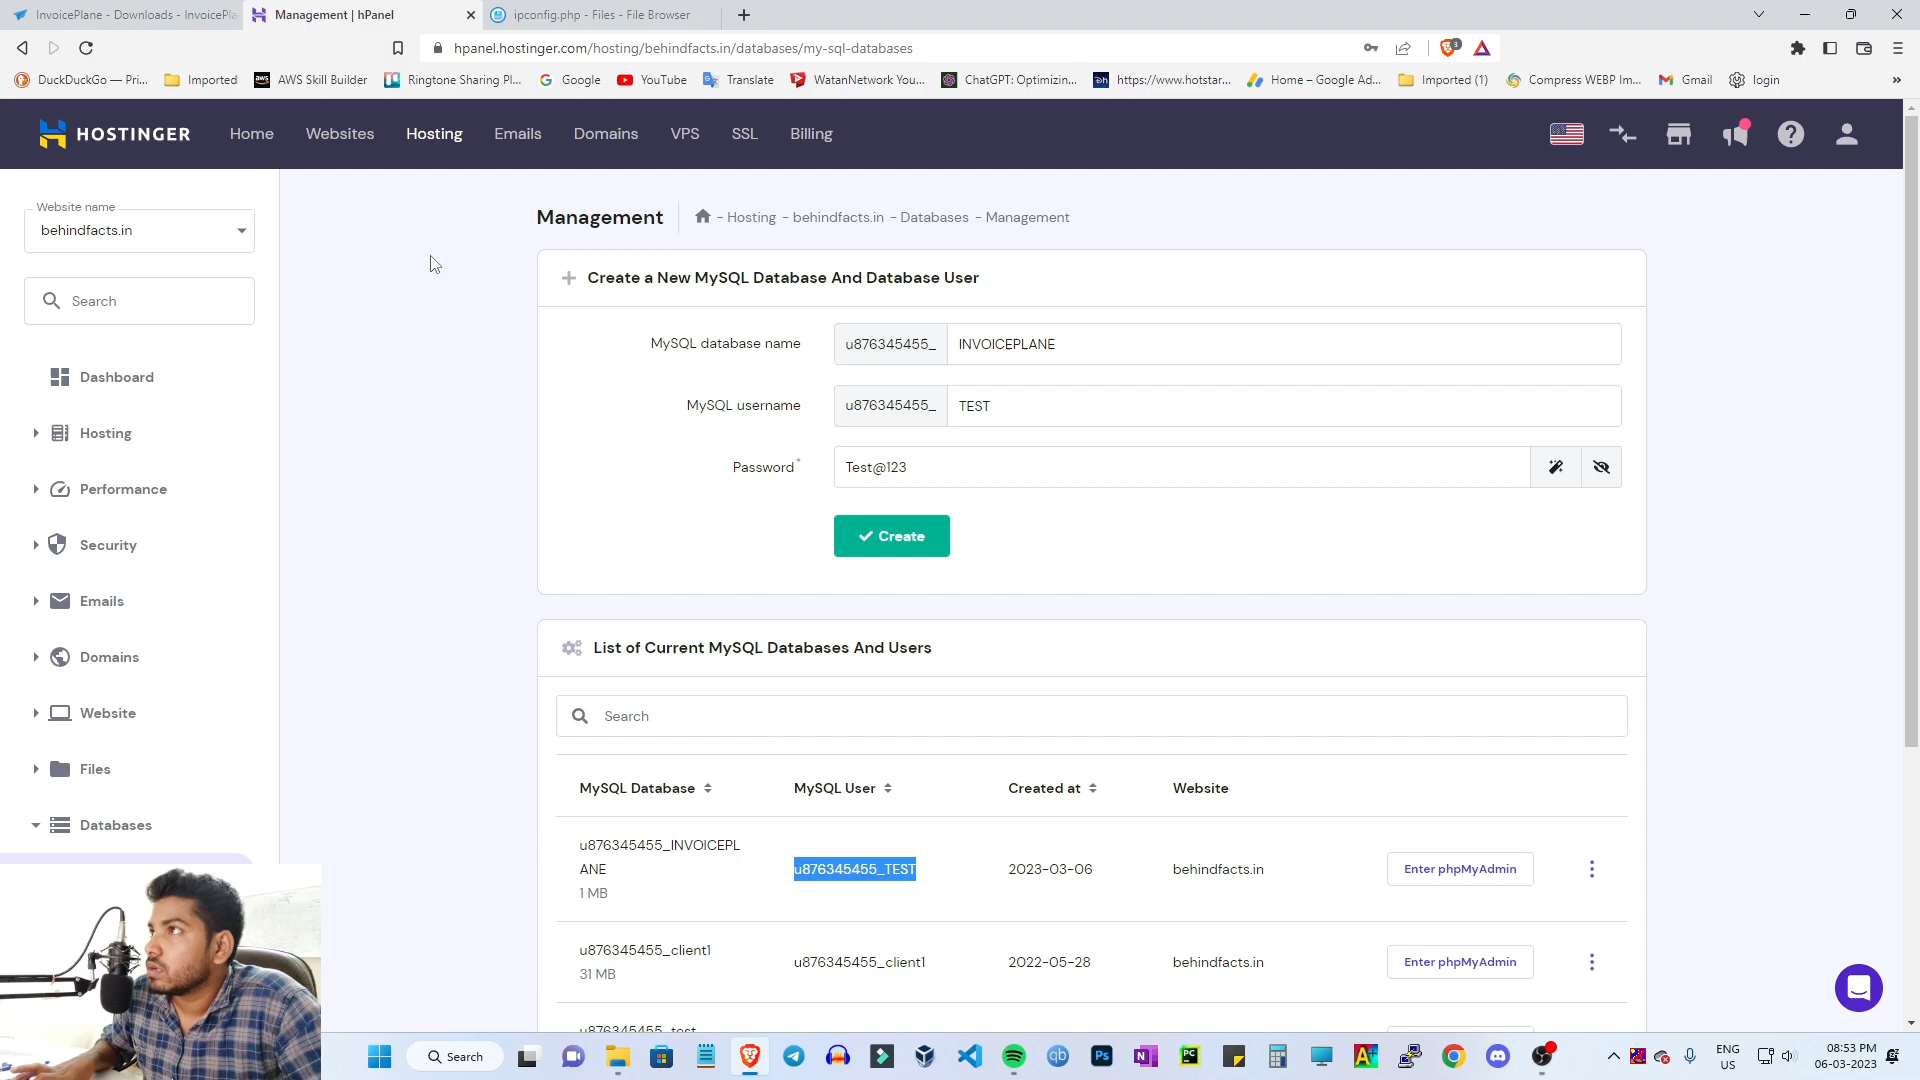 InvoicePlane - Downloads - InvoicePla
Management | hPanel
ipconfig.php - Files - File Browser
hpanel.hostinger.com/hosting/behindfacts.in/databases/my-sql-databases
3
DuckDuckGo — Pri...
Imported
AWS Skill Builder
Ringtone Sharing Pl...
Google
YouTube
Translate
WatanNetwork You...
ChatGPT: Optimizin...
https://www.hotstar...
Home – Google Ad...
Imported (1)
Compress WEBP Im...
Gmail
login
»
HOSTINGER
Home
Websites
Hosting
Emails
Domains
VPS
SSL
Billing
Website name
behindfacts.in
Search
Dashboard
Hosting
Performance
Security
Emails
Domains
Website
Files
Databases
Management
- Hosting - behindfacts.in - Databases - Management
Create a New MySQL Database And Database User
MySQL database name
u876345455_
INVOICEPLANE
MySQL username
u876345455_
TEST
Password*
Test@123
Create
List of Current MySQL Databases And Users
Search
MySQL Database
MySQL User
Created at
Website
u876345455_INVOICEPL
ANE
1 MB
u876345455_TEST
2023-03-06
behindfacts.in
Enter phpMyAdmin
u876345455_client1
31 MB
u876345455_client1
2022-05-28
behindfacts.in
Enter phpMyAdmin
u876345455_test
Search
ENG
US
08:53 PM
06-03-2023